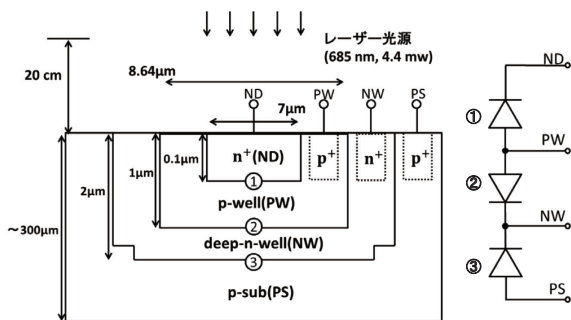 レーザー光源
(685 nm, 4.4 mw)
20 cm
8.64μm
ND
PW
NW
PS
7μm
0.1μm
n⁺(ND)
p⁺
n⁺
p⁺
1μm
①
2μm
p-well(PW)
②
~300μm
deep-n-well(NW)
③
p-sub(PS)
ND
①
PW
②
NW
③
PS